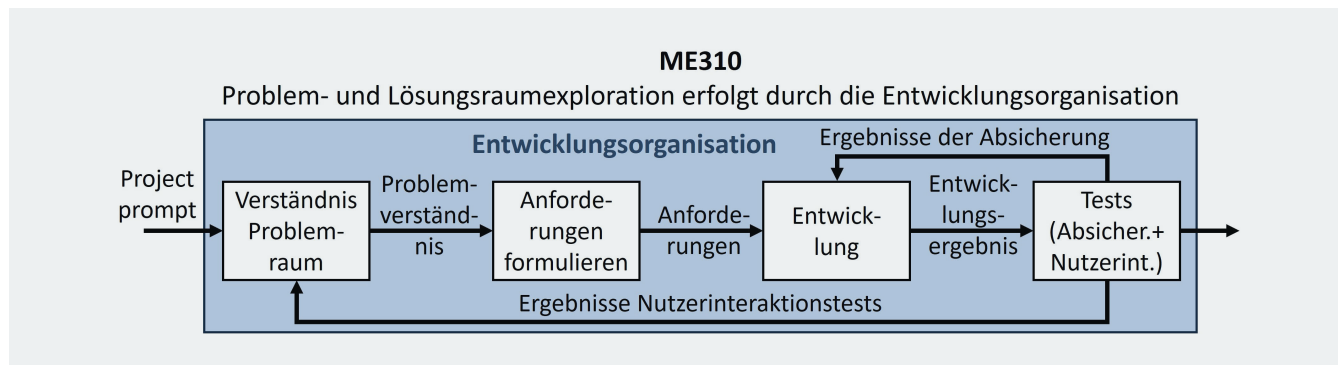 ME310
Problem- und Lösungsraumexploration erfolgt durch die Entwicklungsorganisation
Entwicklungsorganisation
Ergebnisse der Absicherung
Project
prompt
Verständnis
Problem-
raum
Problem-
verständ-
nis
Anforde-
rungen
formulieren
Anforde-
rungen
Entwick-
lung
Entwick-
lungs-
ergebnis
Tests
(Absicher.+
Nutzerint.)
Ergebnisse Nutzerinteraktionstests